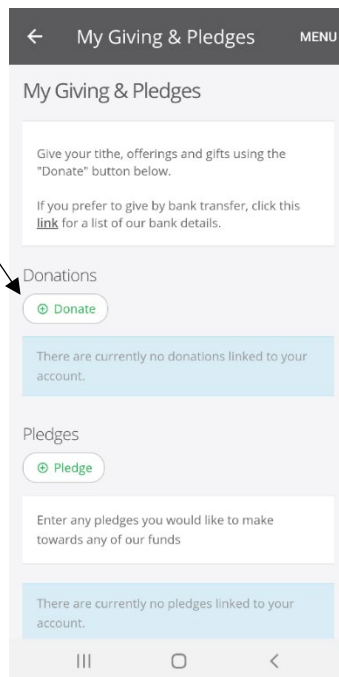 My Giving & Pledges MENU
My Giving & Pledges
Give your tithe, offerings and gifts using the
"Donate" button below.
If you prefer to give by bank transfer, click this
link for a list of our bank details.
Donations
Donate
There are currently no donations linked to your
account.
Pledges
Pledge
Enter any pledges you would like to make
towards any of our funds
There are currently no pledges linked to your
account.